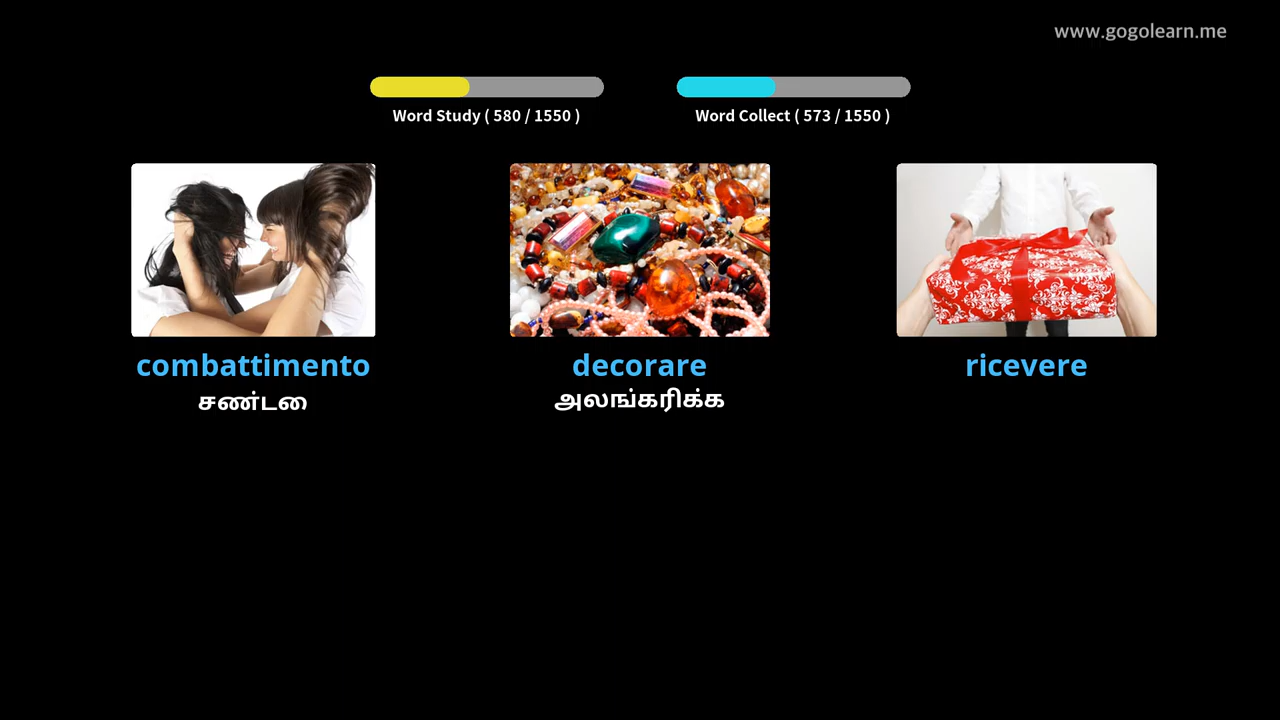 www.gogolearn.me
Word Study ( 580 / 1550 )
Word Collect ( 573 / 1550 )
combattimento
decorare
ricevere
சண்டை
அலங்கரிக்க